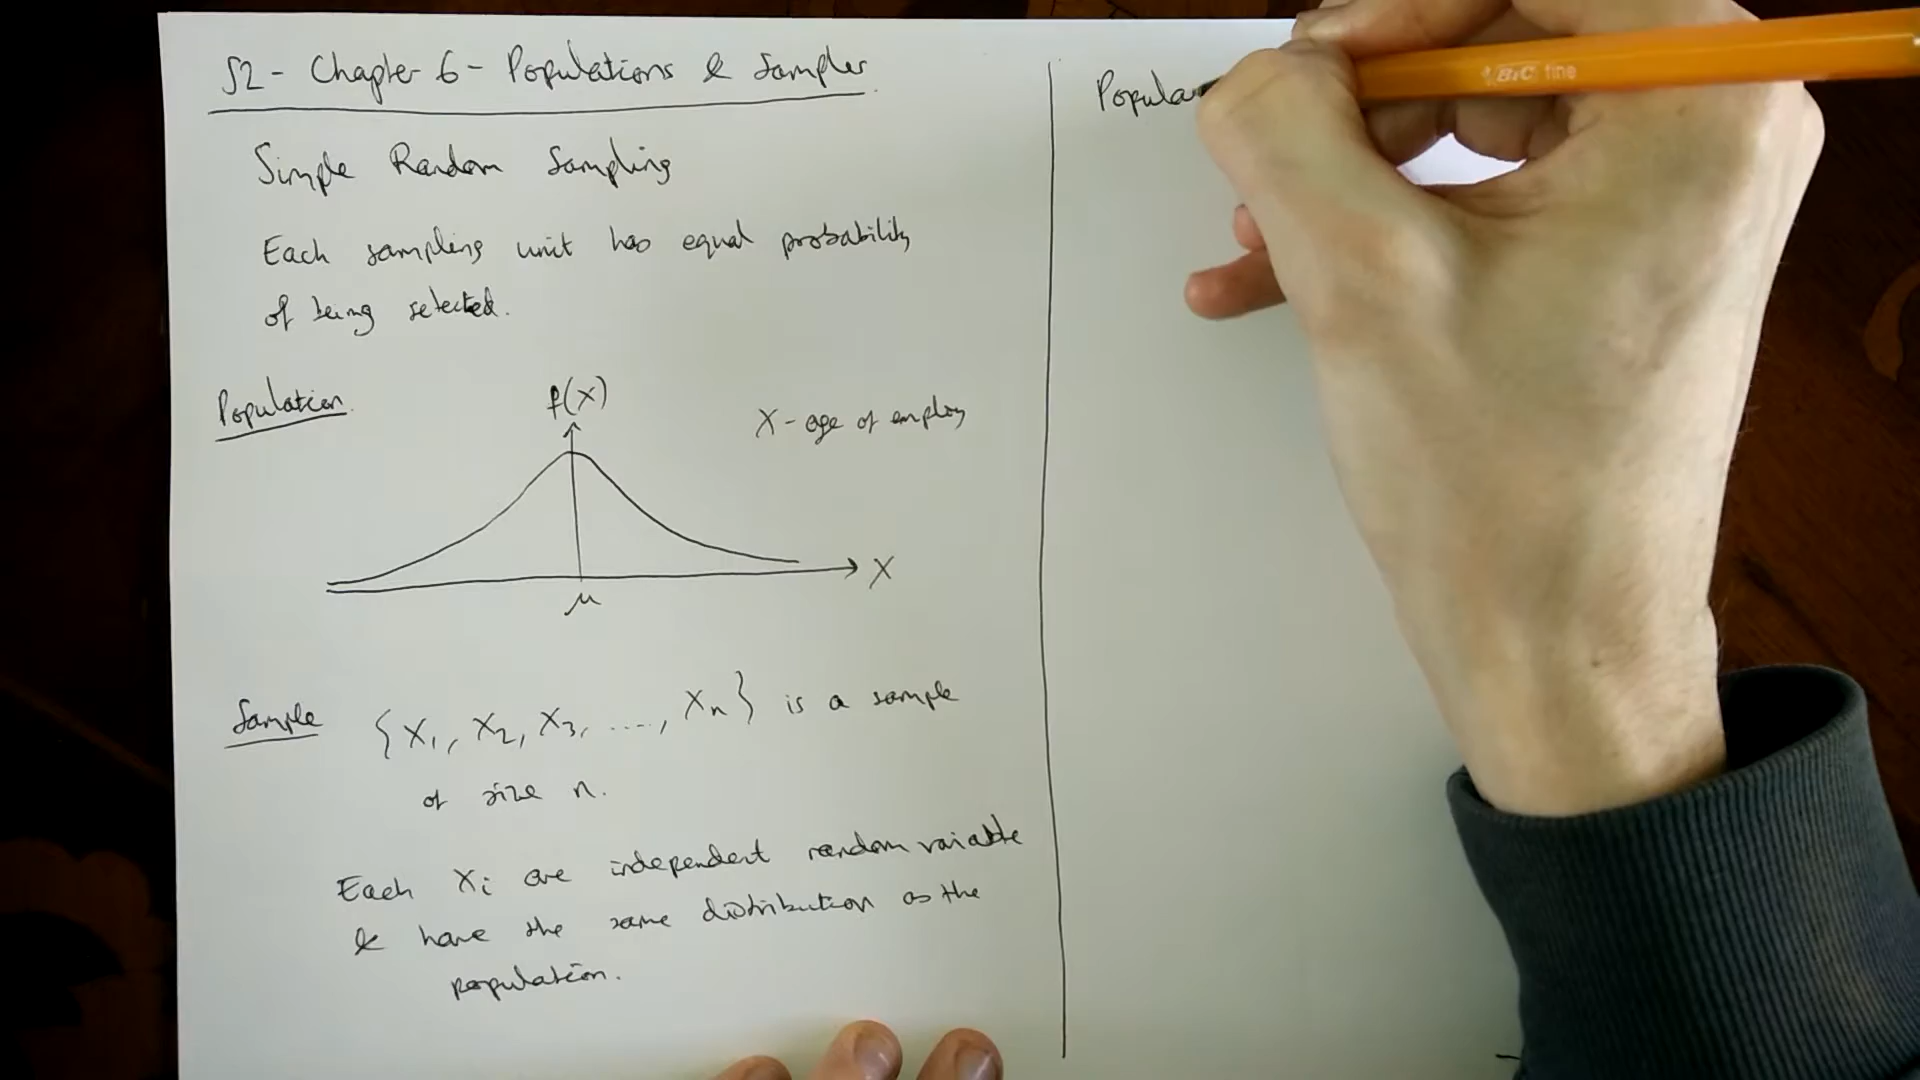 S2 - Chapter 6 - Populations & Samples
Simple Random Sampling
Each sampling unit has equal probability
of being selected.
Population
f(x)
X - age of employ
X
μ
Sample {X1, X2, X3, ...., Xn} is a sample
of size n.
Each Xi are independent random variable
& have the same distribution as the
population.
Popula
BIC fine